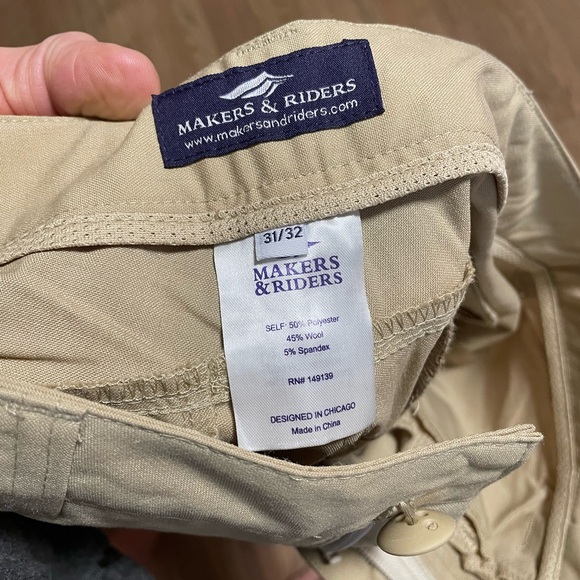 MAKERS & RIDERS
www.makersandriders.com
31/32
MAKERS
& RIDERS
SELF: 50% Polyester
45% Wool
5% Spandex
RN# 149139
DESIGNED IN CHICAGO
Made in China